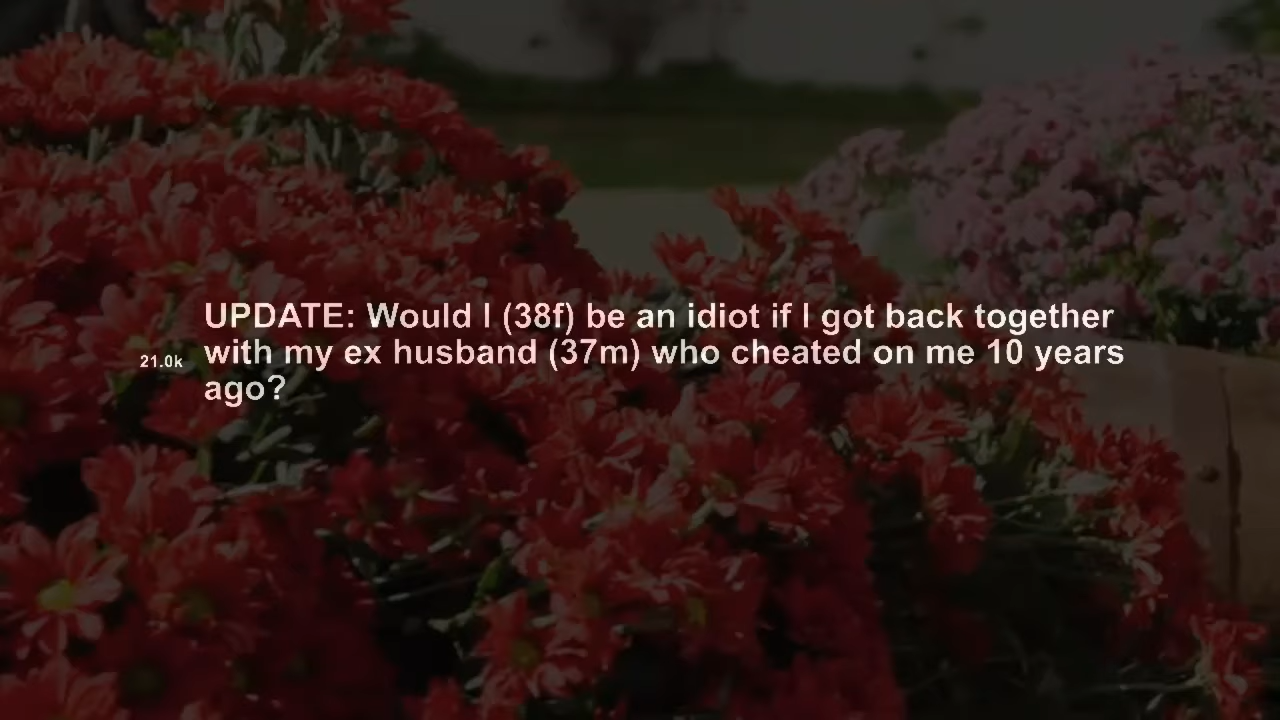 UPDATE: Would I (38f) be an idiot if I got back together
21.0k with my ex husband (37m) who cheated on me 10 years
ago?